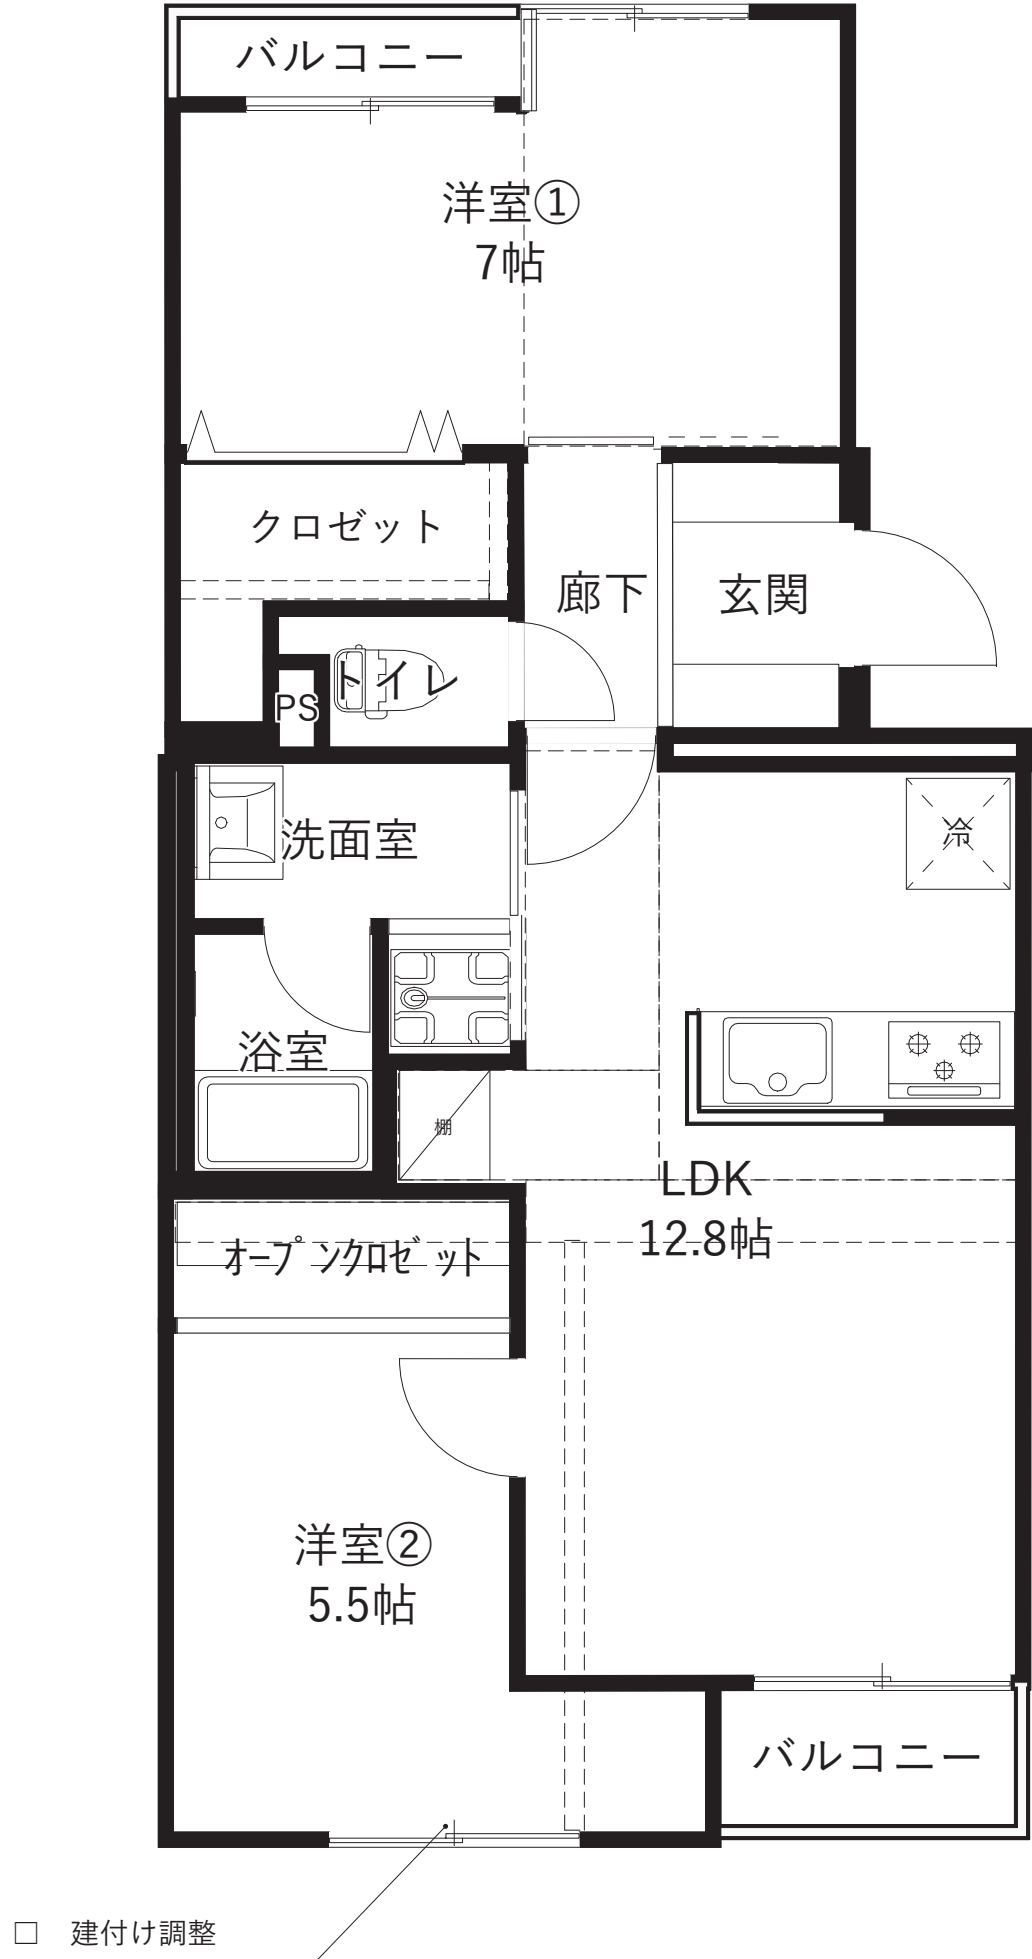 バルコニー
洋室①
7帖
クロゼット
廊下
玄関
トイレ
PS
洗面室
冷
浴室
棚
LDK
12.8帖
オープンクロゼット
洋室②
5.5帖
バルコニー
□ 建付け調整